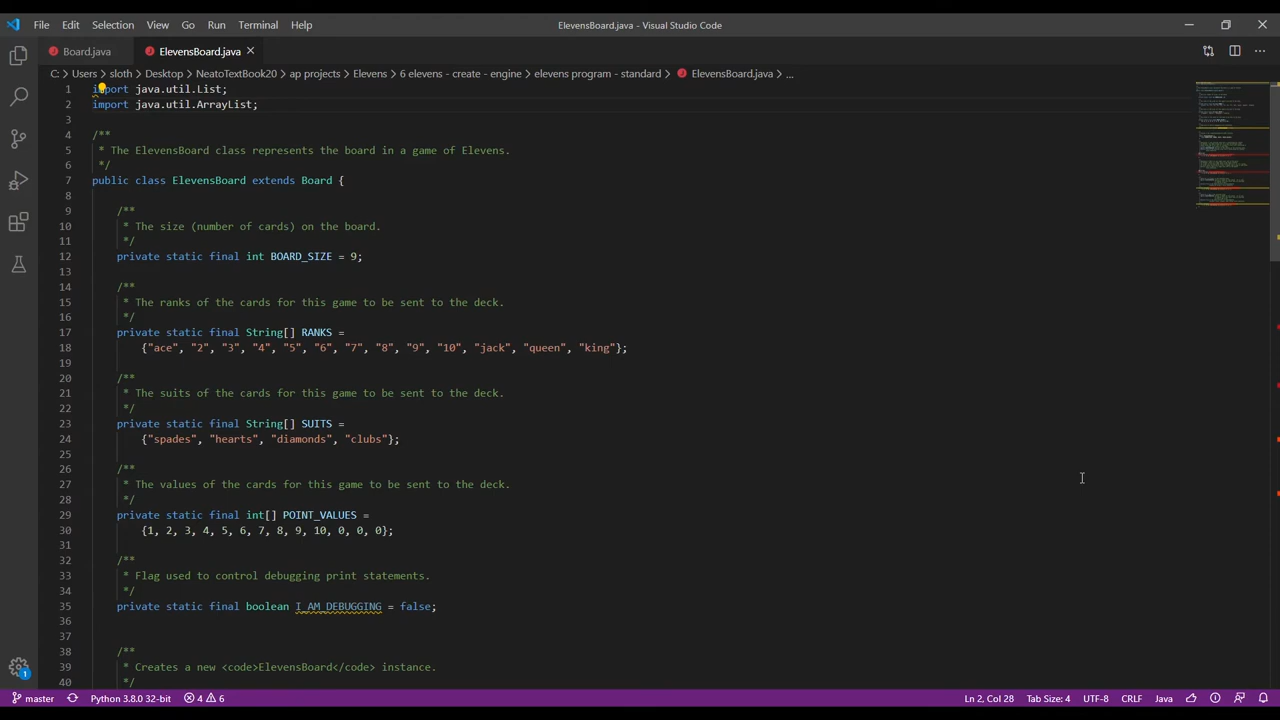 File Edit Selection View Go Run Terminal Help ElevensBoard.java - Visual Studio Code
Board.java ElevensBoard.java
C: > Users > sloth > Desktop > NeatoTextBook20 > ap projects > Elevens > 6 elevens - create - engine > elevens program - standard > ElevensBoard.java > ...
1 import java.util.List;
2 import java.util.ArrayList;
3
4 /**
5 * The ElevensBoard class represents the board in a game of Elevens
6 */
7 public class ElevensBoard extends Board {
8
9 /**
10 * The size (number of cards) on the board.
11 */
12 private static final int BOARD_SIZE = 9;
13
14 /**
15 * The ranks of the cards for this game to be sent to the deck.
16 */
17 private static final String[] RANKS =
18 {"ace", "2", "3", "4", "5", "6", "7", "8", "9", "10", "jack", "queen", "king"};
19
20 /**
21 * The suits of the cards for this game to be sent to the deck.
22 */
23 private static final String[] SUITS =
24 {"spades", "hearts", "diamonds", "clubs"};
25
26 /**
27 * The values of the cards for this game to be sent to the deck.
28 */
29 private static final int[] POINT_VALUES =
30 {1, 2, 3, 4, 5, 6, 7, 8, 9, 10, 0, 0, 0};
31
32 /**
33 * Flag used to control debugging print statements.
34 */
35 private static final boolean I_AM_DEBUGGING = false;
36
37
38 /**
39 * Creates a new <code>ElevensBoard</code> instance.
40 */
master Python 3.8.0 32-bit 4 6 Ln 2, Col 28 Tab Size: 4 UTF-8 CRLF Java
1